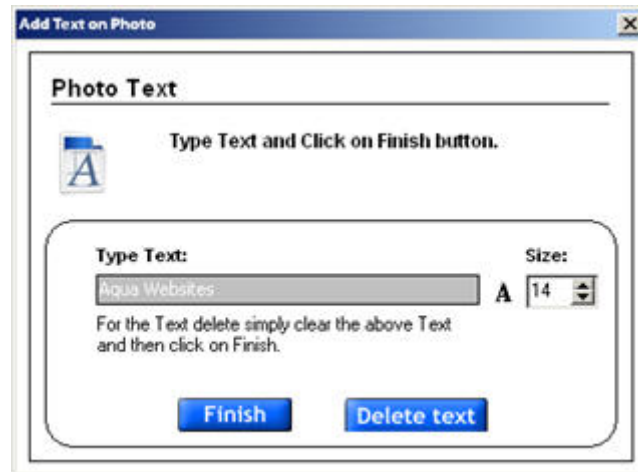 Add Text on Photo
Photo Text
A
Type Text and Click on Finish button.
Type Text:
Size:
Aqua Websites
A
14
For the Text delete simply clear the above Text
and then click on Finish.
Finish
Delete text